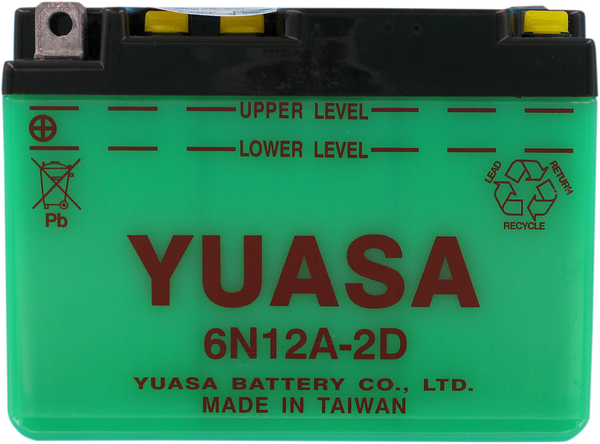 UPPER LEVEL
LOWER LEVEL
Pb
LEAD RETURN RECYCLE
YUASA
6N12A-2D
YUASA BATTERY CO., LTD.
MADE IN TAIWAN